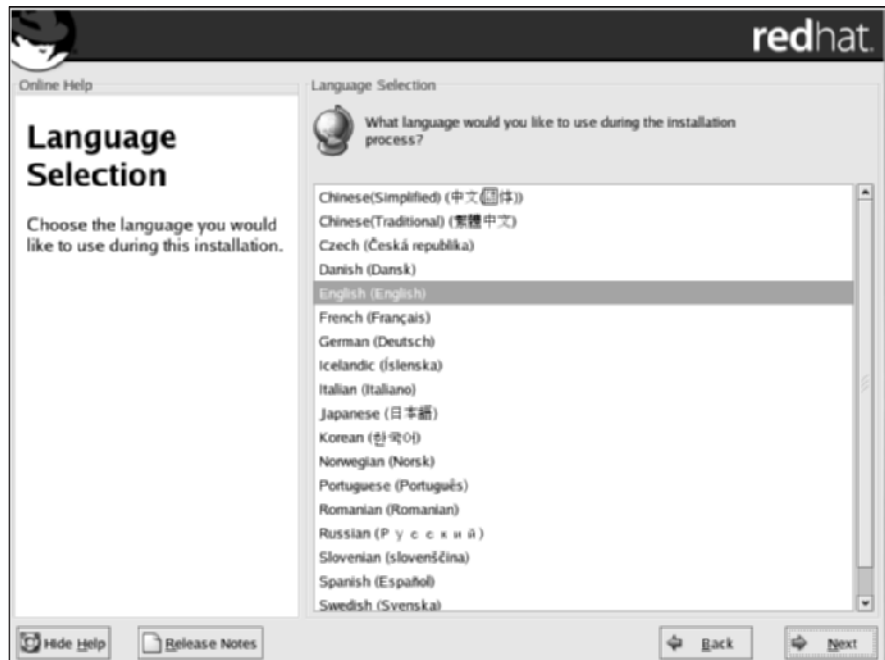 redhat.
Online Help
Language
Selection
Choose the language you would
like to use during this installation.
Language Selection
What language would you like to use during the installation
process?
Chinese(Simplified) (中文(简体))
Chinese(Traditional) (繁體中文)
Czech (Česká republika)
Danish (Dansk)
English (English)
French (Français)
German (Deutsch)
Icelandic (Íslenska)
Italian (Italiano)
Japanese (日本語)
Korean (한국어)
Norwegian (Norsk)
Portuguese (Português)
Romanian (Romanian)
Russian (Русский)
Slovenian (slovenščina)
Spanish (Español)
Swedish (Svenska)
Hide Help
Release Notes
Back
Next